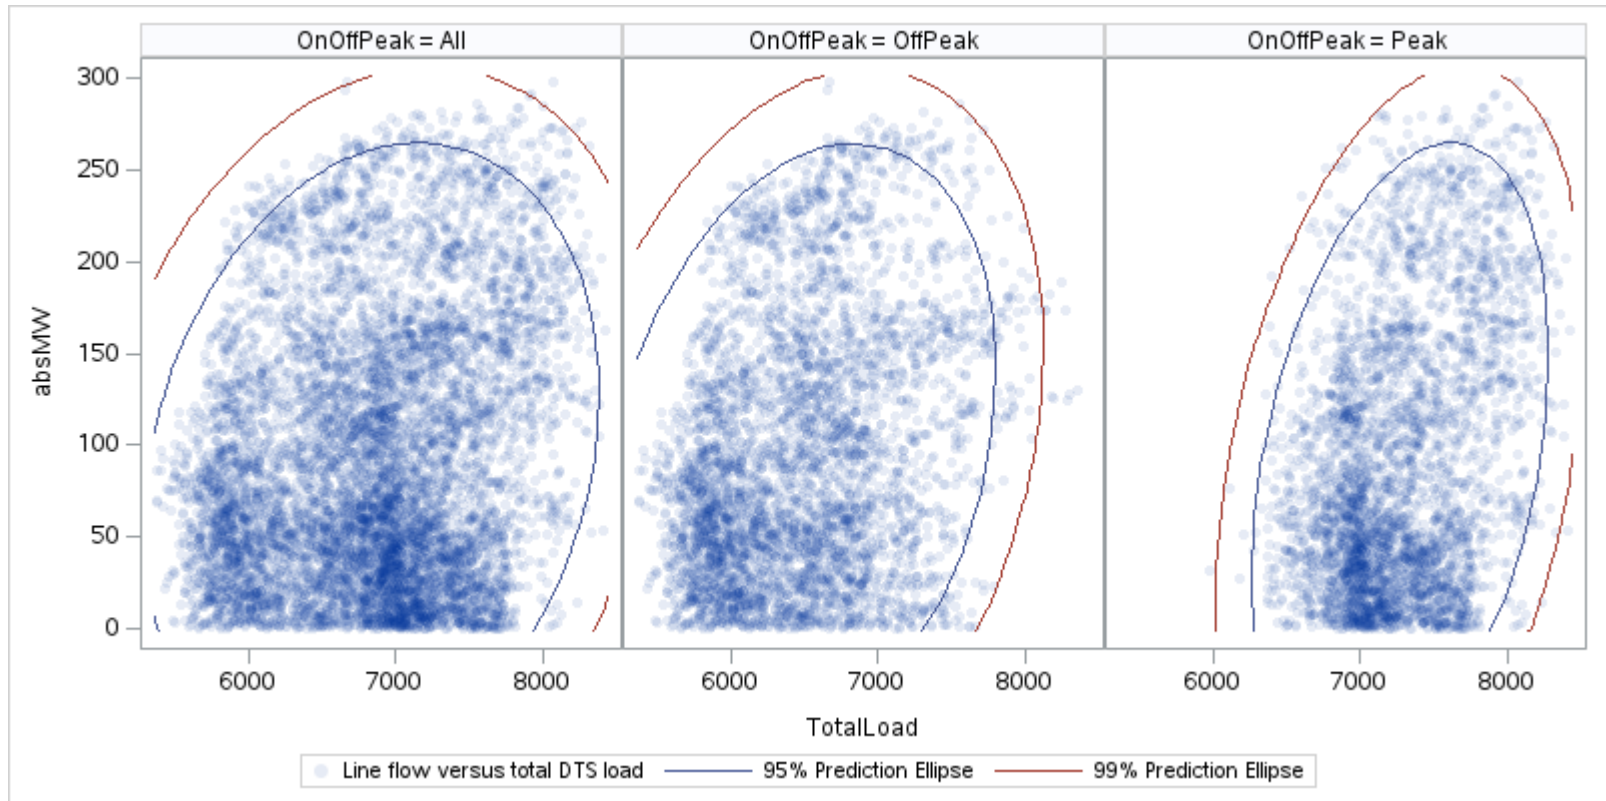 OnOffPeak = All
OnOffPeak = OffPeak
OnOffPeak = Peak
300
250
200
150
100
50
0
absMW
6000 7000 8000 6000 7000 8000 6000 7000 8000
TotalLoad
Line flow versus total DTS load 95% Prediction Ellipse 99% Prediction Ellipse